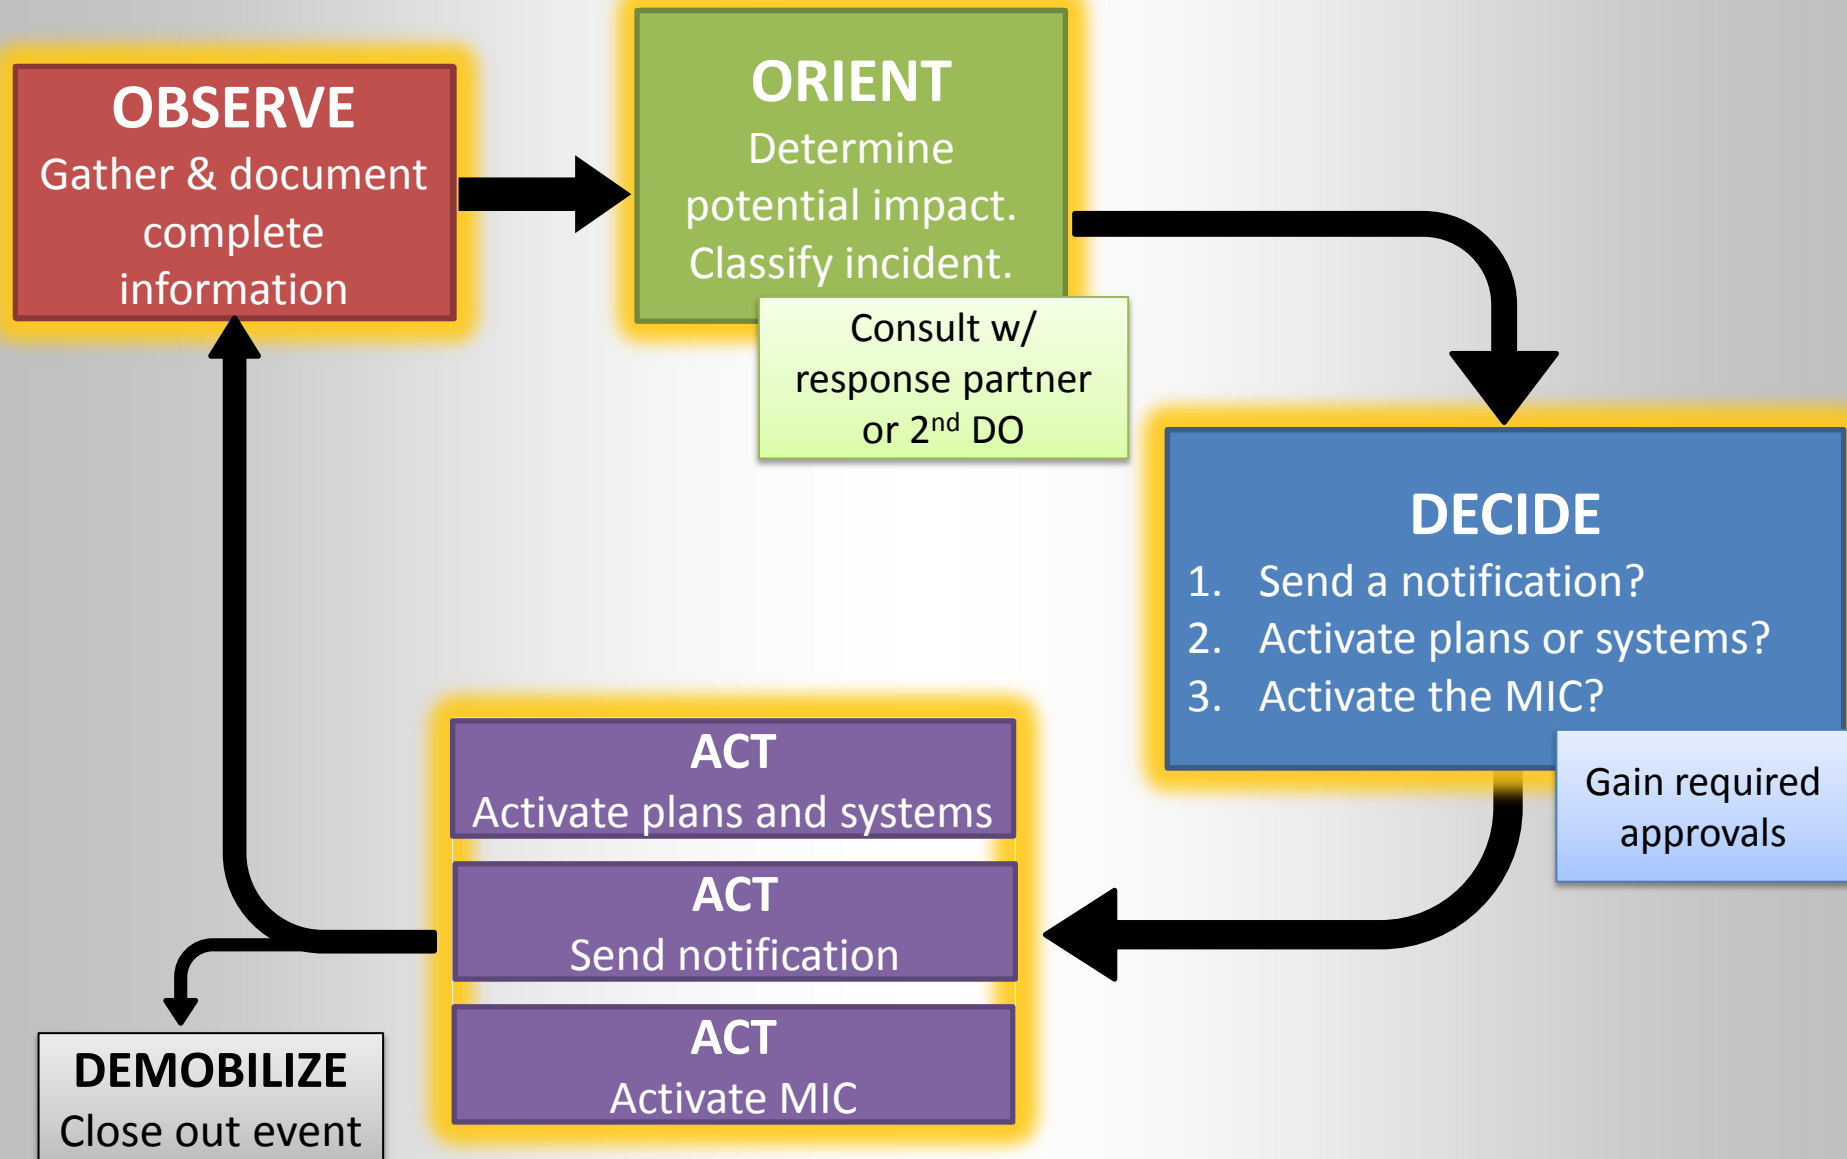 OBSERVE
Gather & document
complete
information
ORIENT
Determine
potential impact.
Classify incident.
Consult w/
response partner
or 2nd DO
DECIDE
1. Send a notification?
2. Activate plans or systems?
3. Activate the MIC?
Gain required
approvals
ACT
Activate plans and systems
ACT
Send notification
ACT
Activate MIC
DEMOBILIZE
Close out event